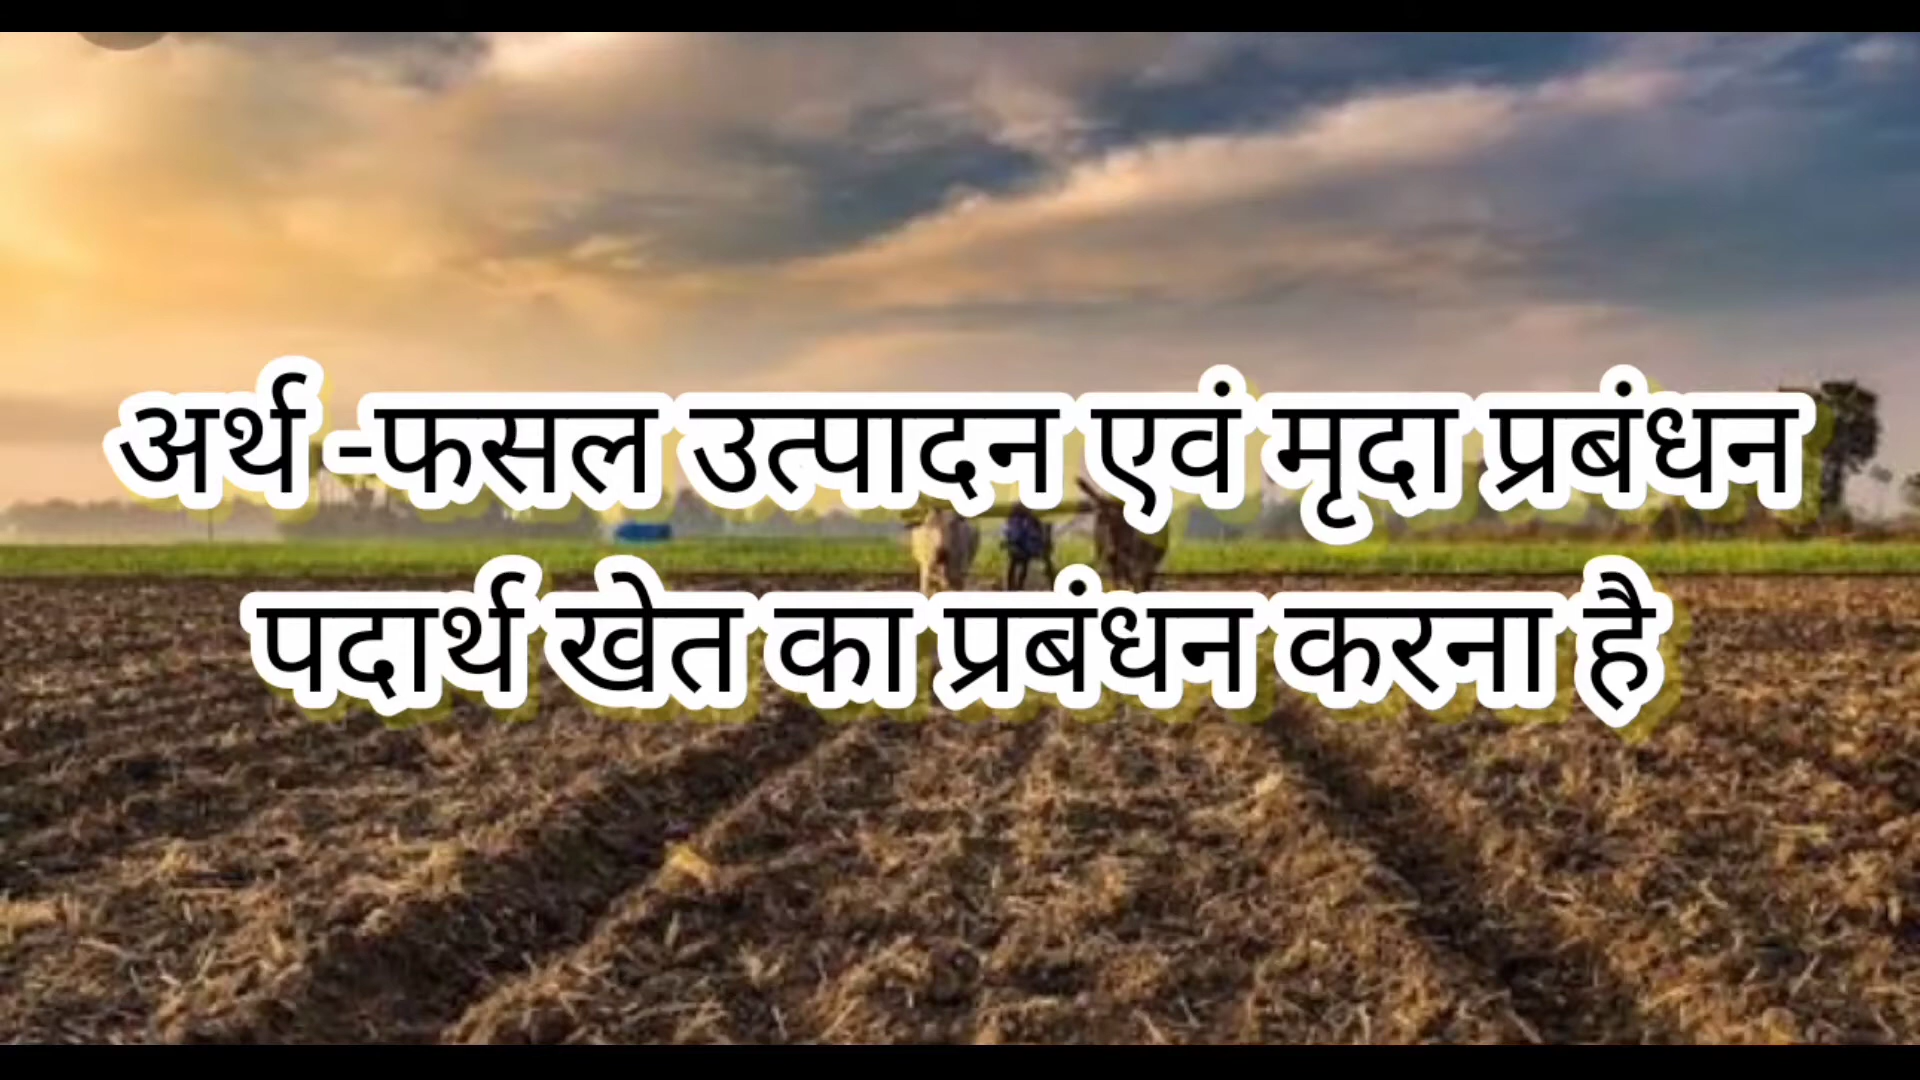 अर्थ -फसल उत्पादन एवं मृदा प्रबंधन
पदार्थ खेत का प्रबंधन करना है